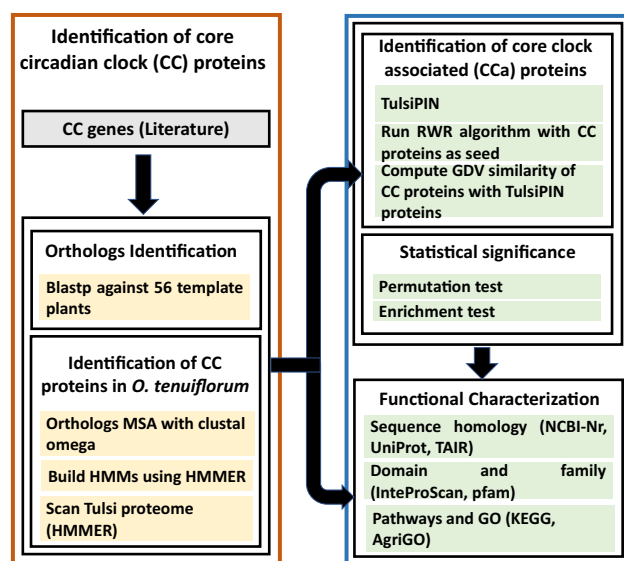 Identification of core
circadian clock (CC) proteins
CC genes (Literature)
Orthologs Identification
Blastp against 56 template
plants
Identification of CC
proteins in O. tenuiflorum
Orthologs MSA with clustal
omega
Build HMMs using HMMER
Scan Tulsi proteome
(HMMER)
Identification of core clock
associated (CCa) proteins
TulsiPIN
Run RWR algorithm with CC
proteins as seed
Compute GDV similarity of
CC proteins with TulsiPIN
proteins
Statistical significance
Permutation test
Enrichment test
Functional Characterization
Sequence homology (NCBI-Nr,
UniProt, TAIR)
Domain and family
(InteProScan, pfam)
Pathways and GO (KEGG,
AgriGO)